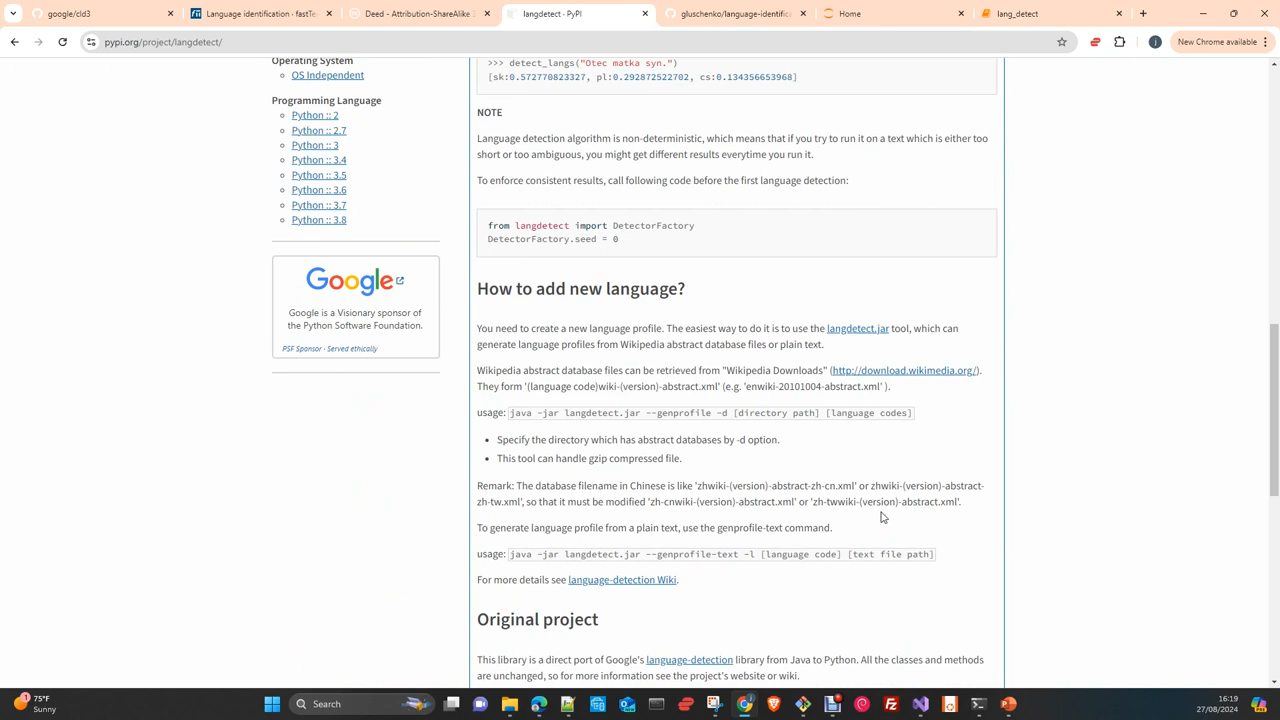 google/cld3
Language identification · fastTe
Deed - Attribution-ShareAlike
langdetect · PyPI
gluschenko/language-identifica
Home
lang_detect
pypi.org/project/langdetect/
New Chrome available
Operating System
OS Independent
Programming Language
Python :: 2
Python :: 2.7
Python :: 3
Python :: 3.4
Python :: 3.5
Python :: 3.6
Python :: 3.7
Python :: 3.8
Google
Google is a Visionary sponsor of
the Python Software Foundation.
PSF Sponsor · Served ethically
>>> detect_langs("Otec matka syn.")
[sk:0.572770823327, pl:0.292872522702, cs:0.134356653968]
NOTE
Language detection algorithm is non-deterministic, which means that if you try to run it on a text which is either too
short or too ambiguous, you might get different results everytime you run it.
To enforce consistent results, call following code before the first language detection:
from langdetect import DetectorFactory
DetectorFactory.seed = 0
How to add new language?
You need to create a new language profile. The easiest way to do it is to use the langdetect.jar tool, which can
generate language profiles from Wikipedia abstract database files or plain text.
Wikipedia abstract database files can be retrieved from "Wikipedia Downloads" (http://download.wikimedia.org/).
They form '(language code)wiki-(version)-abstract.xml' (e.g. 'enwiki-20101004-abstract.xml' ).
usage: java -jar langdetect.jar --genprofile -d [directory path] [language codes]
• Specify the directory which has abstract databases by -d option.
• This tool can handle gzip compressed file.
Remark: The database filename in Chinese is like 'zhwiki-(version)-abstract-zh-cn.xml' or zhwiki-(version)-abstract-
zh-tw.xml', so that it must be modified 'zh-cnwiki-(version)-abstract.xml' or 'zh-twwiki-(version)-abstract.xml'.
To generate language profile from a plain text, use the genprofile-text command.
usage: java -jar langdetect.jar --genprofile-text -l [language code] [text file path]
For more details see language-detection Wiki.
Original project
This library is a direct port of Google's language-detection library from Java to Python. All the classes and methods
are unchanged, so for more information see the project's website or wiki.
75°F
Sunny
Search
16:19
27/08/2024